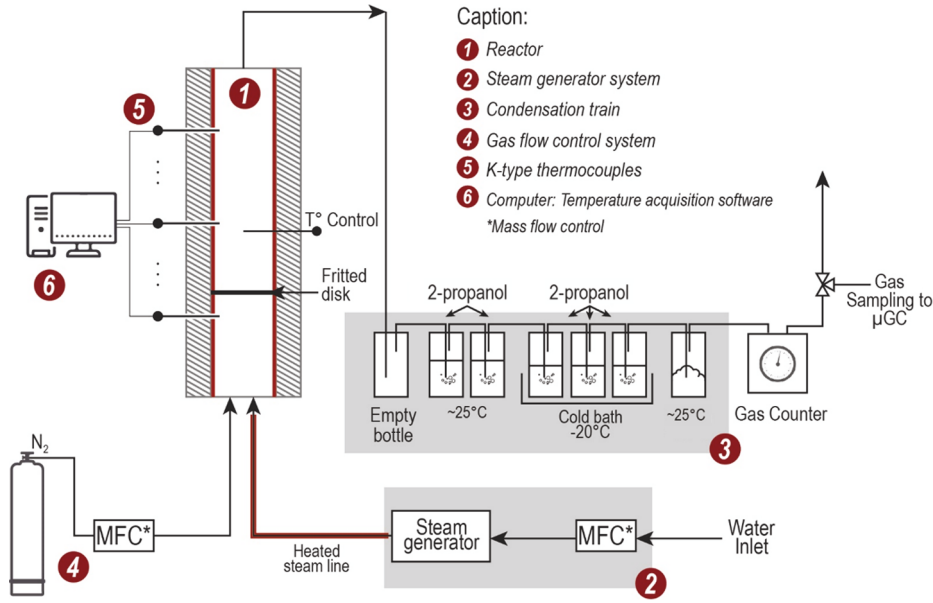 Caption:
1 Reactor
2 Steam generator system
3 Condensation train
4 Gas flow control system
5 K-type thermocouples
6 Computer: Temperature acquisition software
*Mass flow control
1
5
T° Control
6
Fritted
disk
2-propanol
2-propanol
Gas
Sampling to
µGC
Empty
bottle
~25°C
Cold bath
-20°C
~25°C
Gas Counter
3
N2
MFC*
4
Heated
steam line
Steam
generator
MFC*
Water
Inlet
2